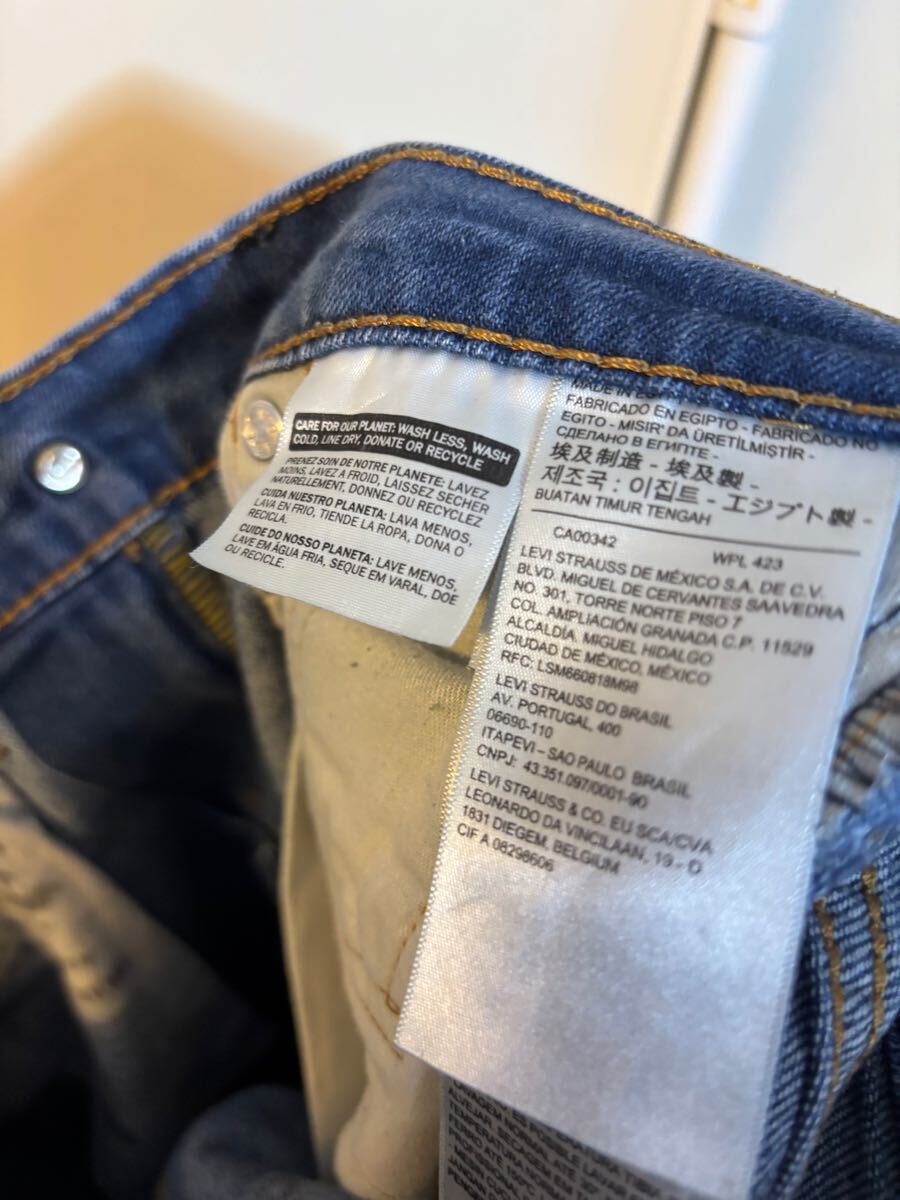 CARE FOR OUR PLANET: WASH LESS, WASH
COLD, LINE DRY, DONATE OR RECYCLE
PRENEZ SOIN DE NOTRE PLANETE: LAVEZ
MOINS, LAVEZ A FROID, LAISSEZ SECHER
NATURELLEMENT, DONNEZ OU RECYCLEZ
CUIDA NUESTRO PLANETA: LAVA MENOS,
LAVA EN FRIO, TIENDE LA ROPA, DONA O
RECICLA.
CUIDE DO NOSSO PLANETA: LAVE MENOS,
LAVE EM ÁGUA FRIA, SEQUE EM VARAL, DOE
OU RECICLE.
MADE IN
FABRICADO EN EGIPTO - FABRICADO NO
EGITO - MISIR' DA ÜRETİLMİŞTİR -
СДЕЛАНО В ЕГИПТЕ -
埃及制造 - 埃及製 -
제조국 : 이집트 - エジプト製 -
BUATAN TIMUR TENGAH
CA00342 WPL 423
LEVI STRAUSS DE MÉXICO S.A. DE C.V.
BLVD. MIGUEL DE CERVANTES SAAVEDRA
NO. 301, TORRE NORTE PISO 7
COL. AMPLIACIÓN GRANADA C.P. 11529
ALCALDÍA. MIGUEL HIDALGO
CIUDAD DE MÉXICO, MÉXICO
RFC: LSM660818M98
LEVI STRAUSS DO BRASIL
AV. PORTUGAL, 400
06690-110
ITAPEVI - SAO PAULO BRASIL
CNPJ: 43.351.097/0001-90
LEVI STRAUSS & CO. EU SCA/CVA
LEONARDO DA VINCILAAN, 19 - D
1831 DIEGEM, BELGIUM
CIF A 08298606